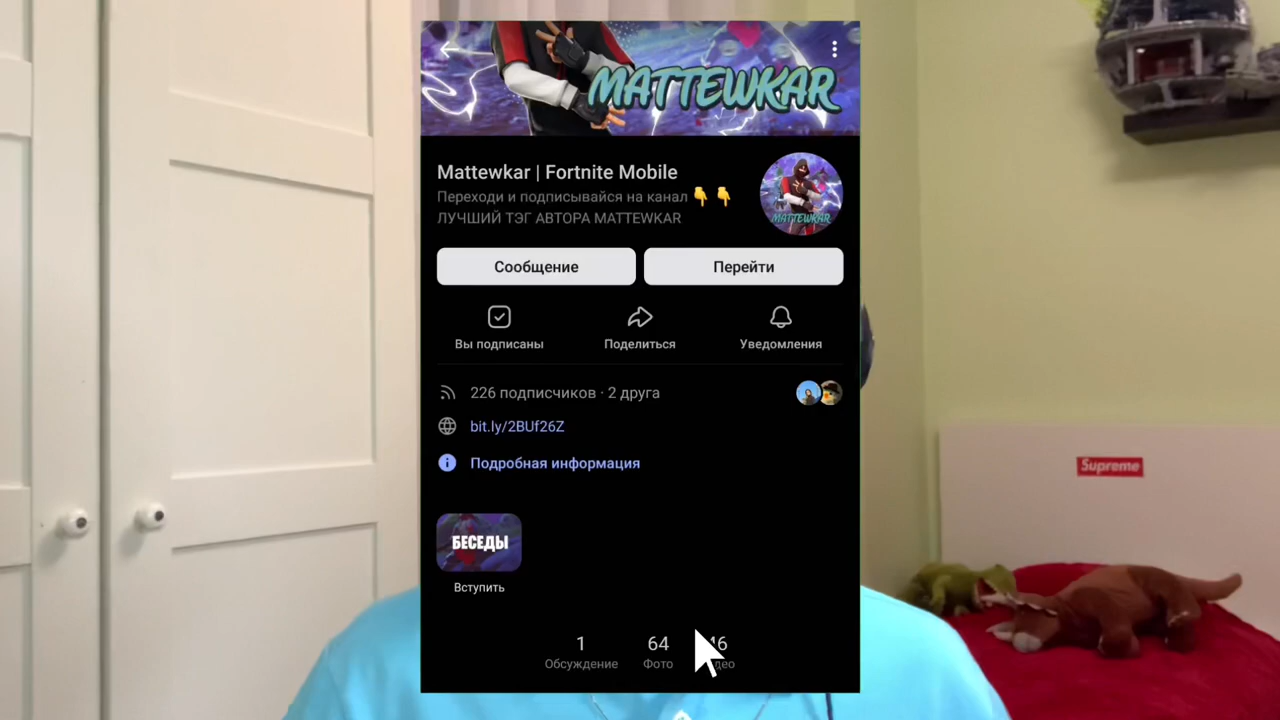 MATTEWKAR
Mattewkar | Fortnite Mobile
Переходи и подписывайся на канал 👇 👇
ЛУЧШИЙ ТЭГ АВТОРА MATTEWKAR
MATTEWKAR
Сообщение
Перейти
Вы подписаны
Поделиться
Уведомления
226 подписчиков · 2 друга
bit.ly/2BUf26Z
Подробная информация
Supreme
БЕСЕДЫ
Вступить
1
64
Обсуждение
Фото